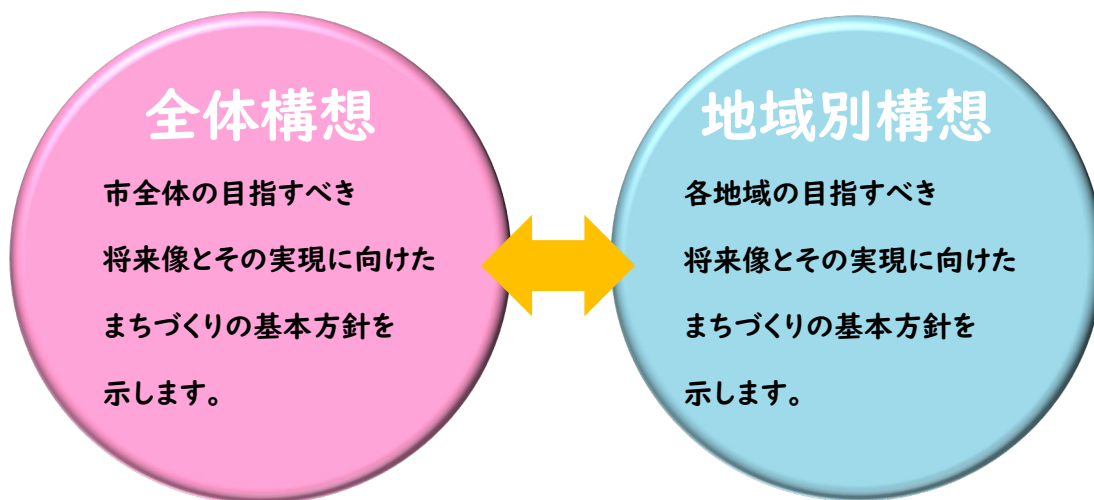 全体構想
市全体の目指すべき
将来像とその実現に向けた
まちづくりの基本方針を
示します。
地域別構想
各地域の目指すべき
将来像とその実現に向けた
まちづくりの基本方針を
示します。